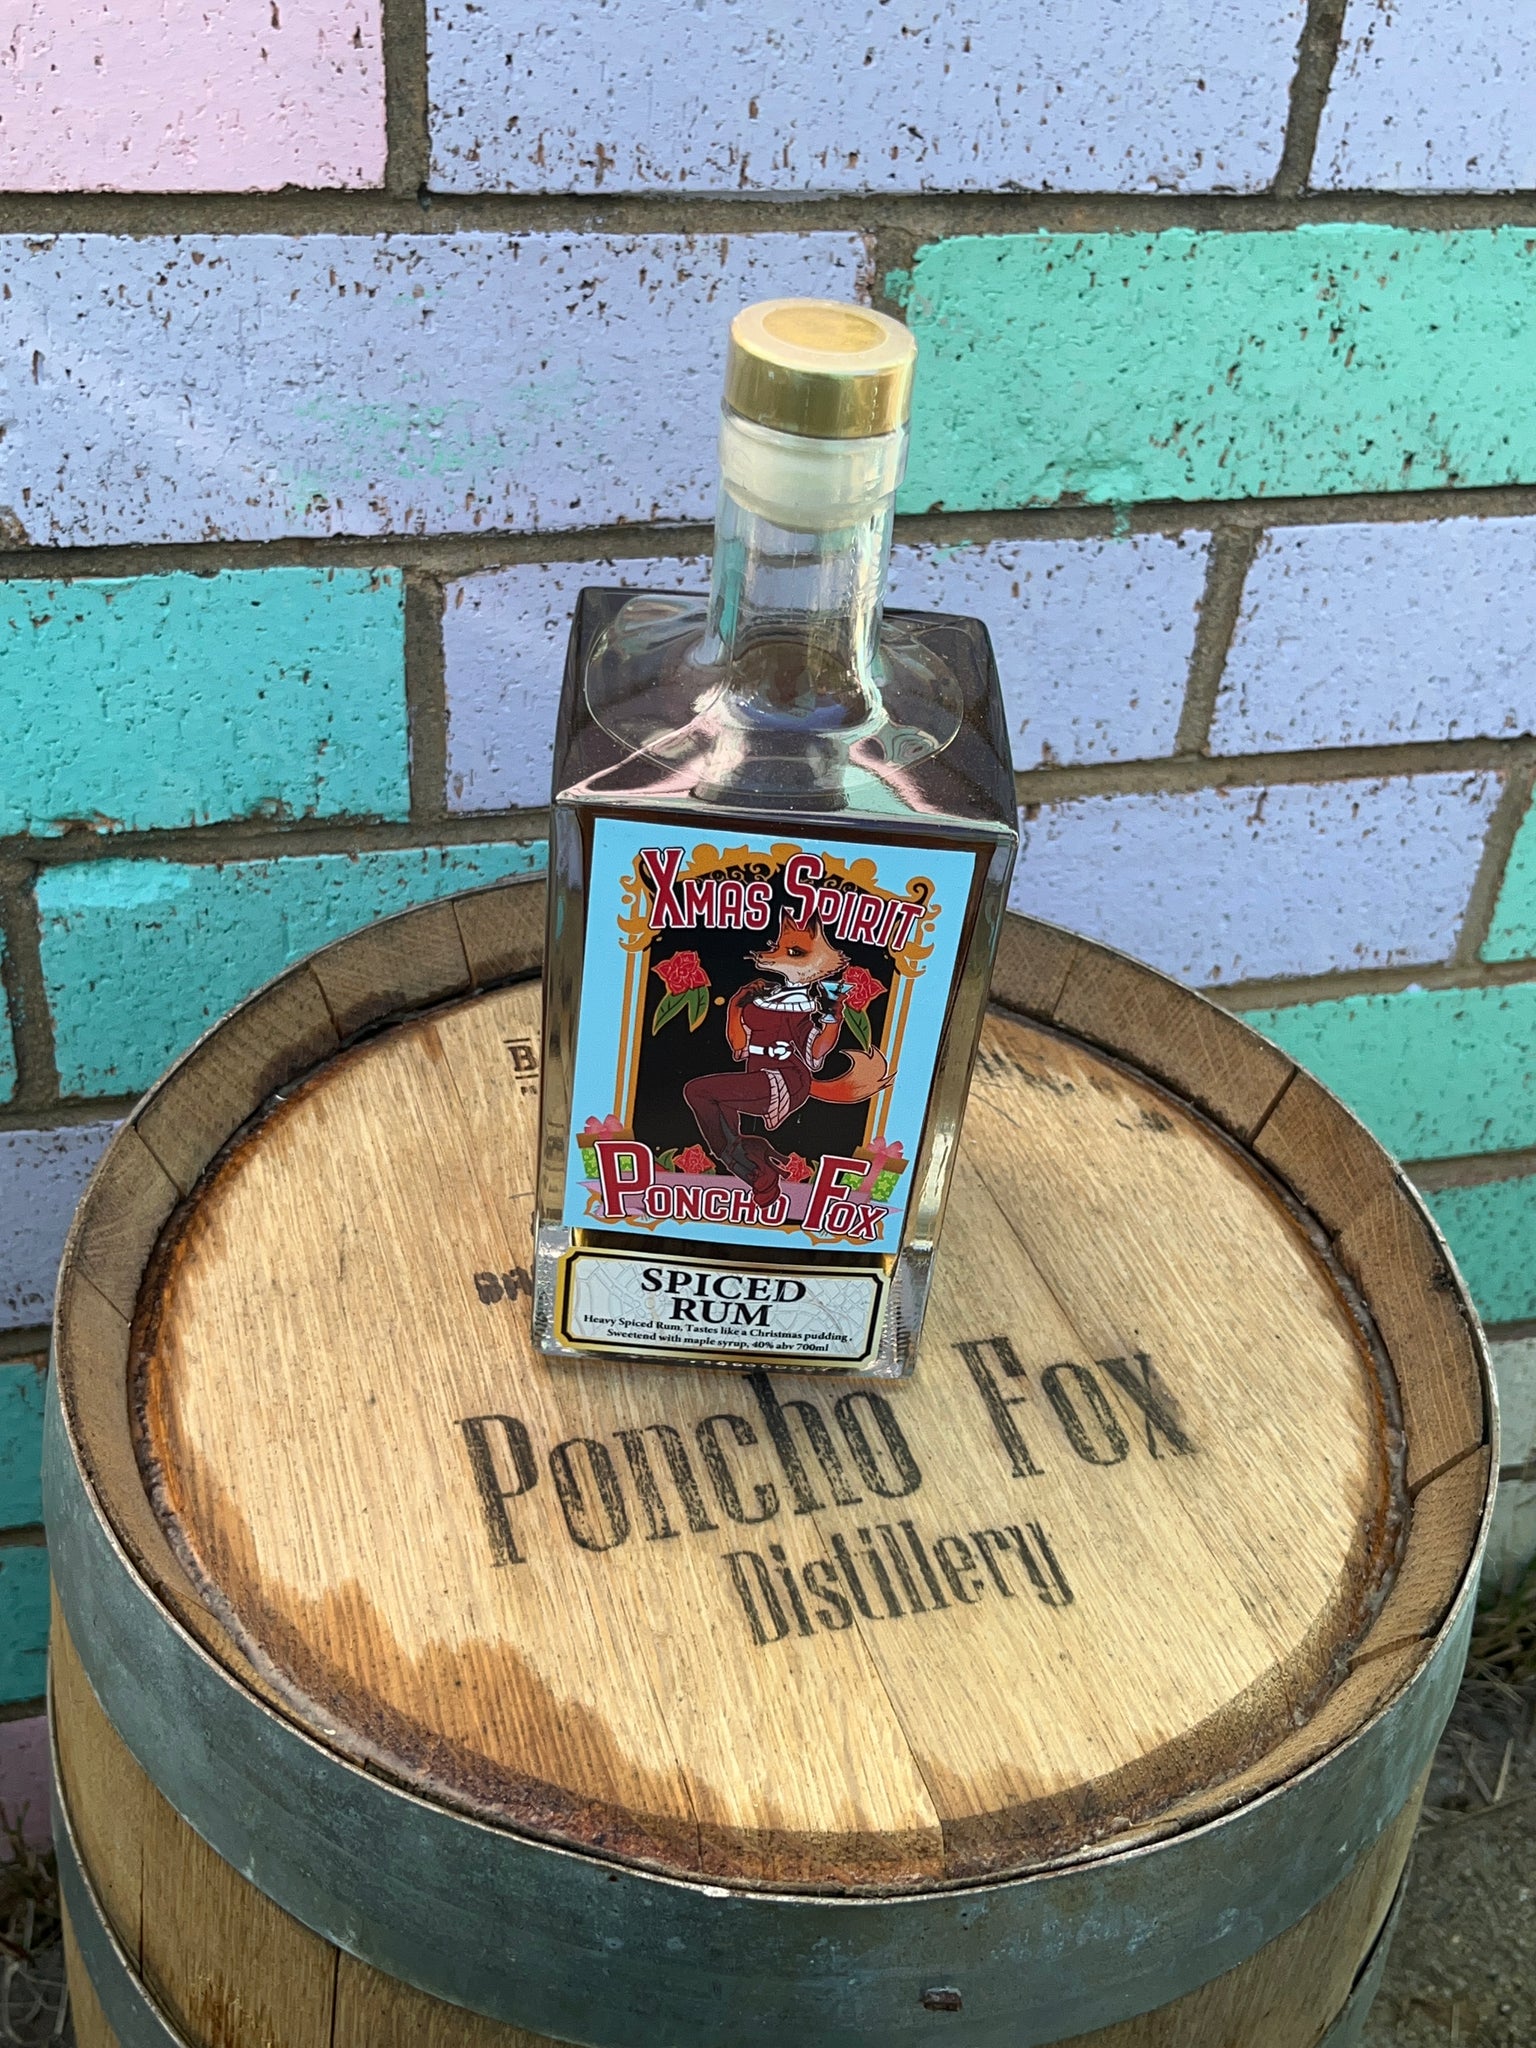 Xmas Spirit
Poncho Fox
SPICED
RUM
Heavy Spiced Rum, Tastes like a Christmas pudding,
Sweetend with maple syrup, 40% abv 700ml
Poncho Fox
Distillery